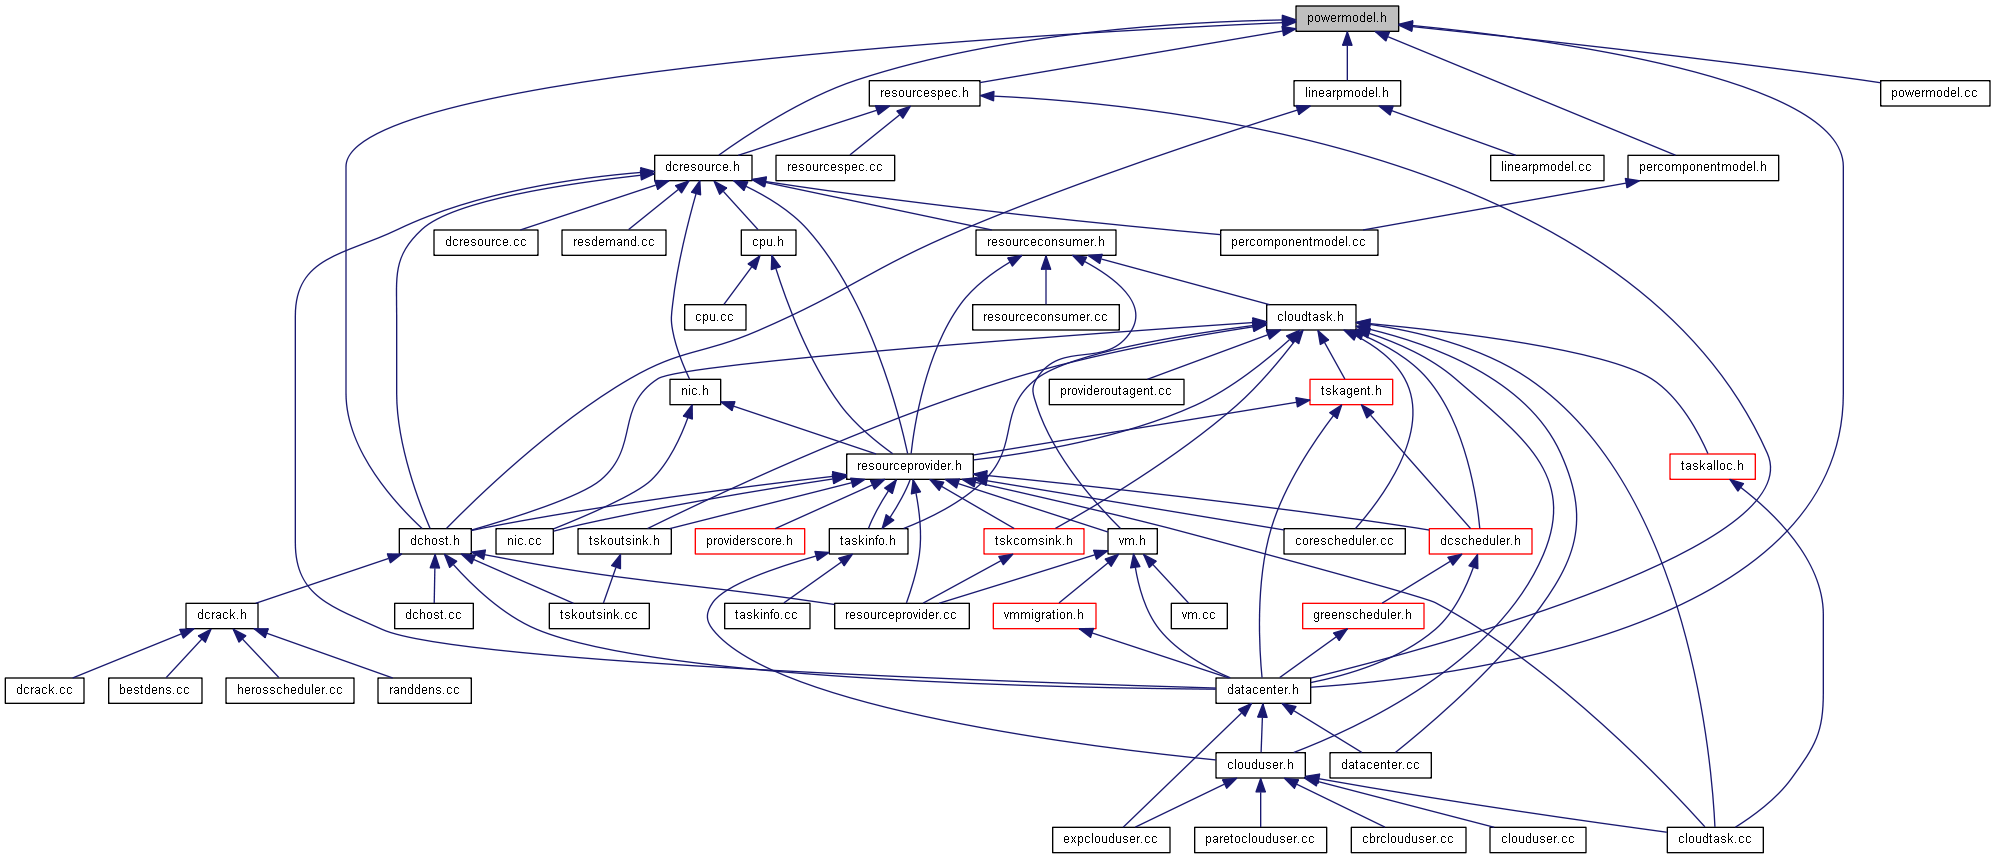 powermodel.h
resourcespec.h
linearpmodel.h
powermodel.cc
dcresource.h
resourcespec.cc
linearpmodel.cc
percomponentmodel.h
dcresource.cc
resdemand.cc
cpu.h
resourceconsumer.h
percomponentmodel.cc
cpu.cc
resourceconsumer.cc
cloudtask.h
nic.h
provideroutagent.cc
tskagent.h
resourceprovider.h
taskalloc.h
dchost.h
nic.cc
tskoutsink.h
providerscore.h
taskinfo.h
tskcomsink.h
vm.h
corescheduler.cc
dcscheduler.h
dcrack.h
dchost.cc
tskoutsink.cc
taskinfo.cc
resourceprovider.cc
vmmigration.h
vm.cc
greenscheduler.h
dcrack.cc
bestdens.cc
herosscheduler.cc
randdens.cc
datacenter.h
clouduser.h
datacenter.cc
expclouduser.cc
paretoclouduser.cc
cbrclouduser.cc
clouduser.cc
cloudtask.cc